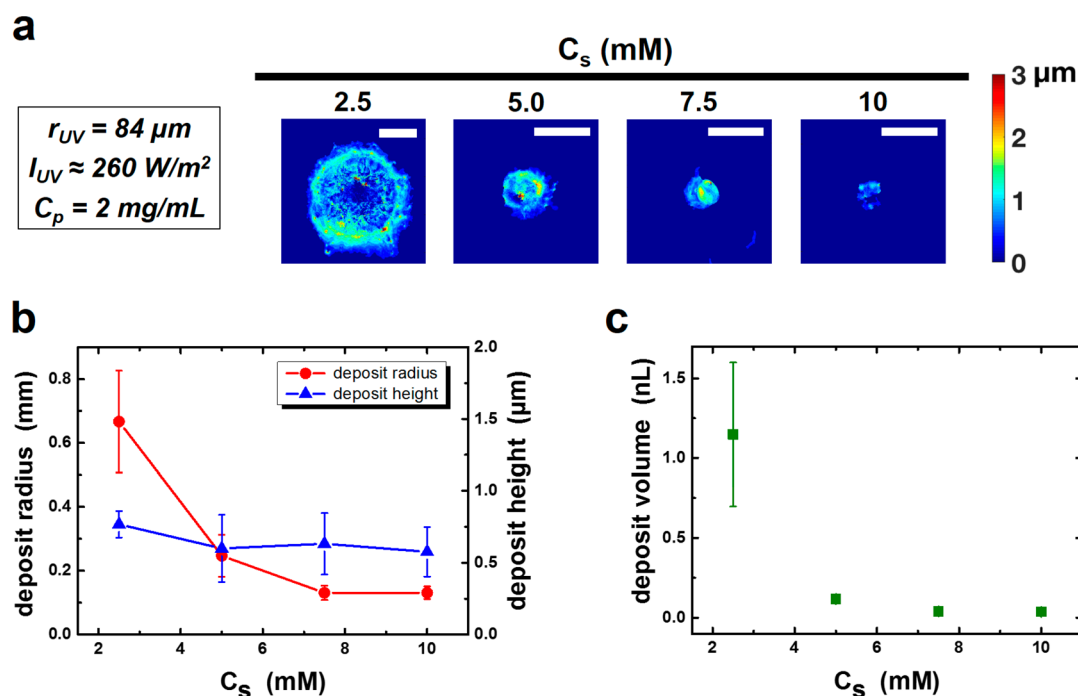 a
Cs (mM)
2.5 5.0 7.5 10
3 µm
2
1
0
rUV = 84 µm
IUV ≈ 260 W/m²
Cp = 2 mg/mL
b
deposit radius (mm)
0.8
0.6
0.4
0.2
0.0
deposit radius
deposit height
2.0
1.5
1.0
0.5
0.0
deposit height (µm)
2 4 6 8 10
Cs (mM)
c
deposit volume (nL)
1.5
1.0
0.5
0.0
2 4 6 8 10
Cs (mM)